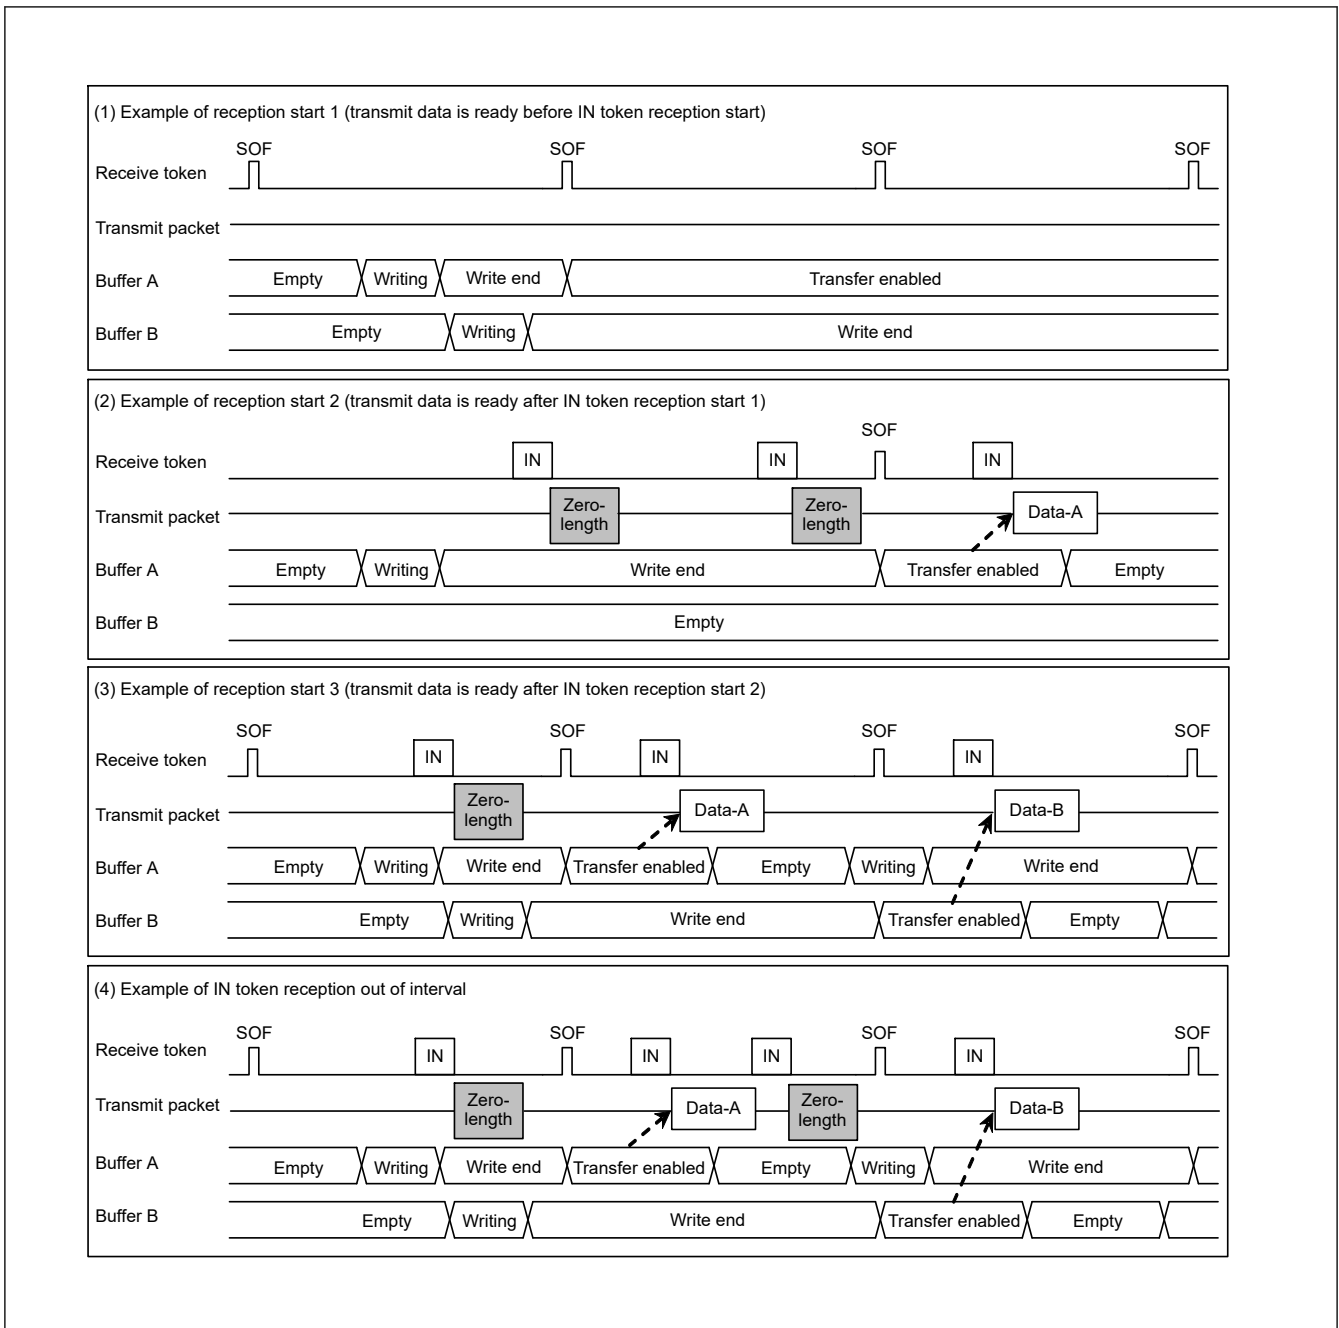 (1) Example of reception start 1 (transmit data is ready before IN token reception start)
SOF SOF SOF SOF
Receive token
Transmit packet
Buffer A Empty Writing Write end Transfer enabled
Buffer B Empty Writing Write end
(2) Example of reception start 2 (transmit data is ready after IN token reception start 1)
SOF
Receive token IN IN IN
Transmit packet Zero- Zero- Data-A
length length
Buffer A Empty Writing Write end Transfer enabled Empty
Buffer B Empty
(3) Example of reception start 3 (transmit data is ready after IN token reception start 2)
SOF SOF SOF SOF
Receive token IN IN IN
Transmit packet Zero- Data-A Data-B
length
Buffer A Empty Writing Write end Transfer enabled Empty Writing Write end
Buffer B Empty Writing Write end Transfer enabled Empty
(4) Example of IN token reception out of interval
SOF SOF SOF SOF
Receive token IN IN IN IN
Transmit packet Zero- Data-A Zero- Data-B
length length
Buffer A Empty Writing Write end Transfer enabled Empty Writing Write end
Buffer B Empty Writing Write end Transfer enabled Empty